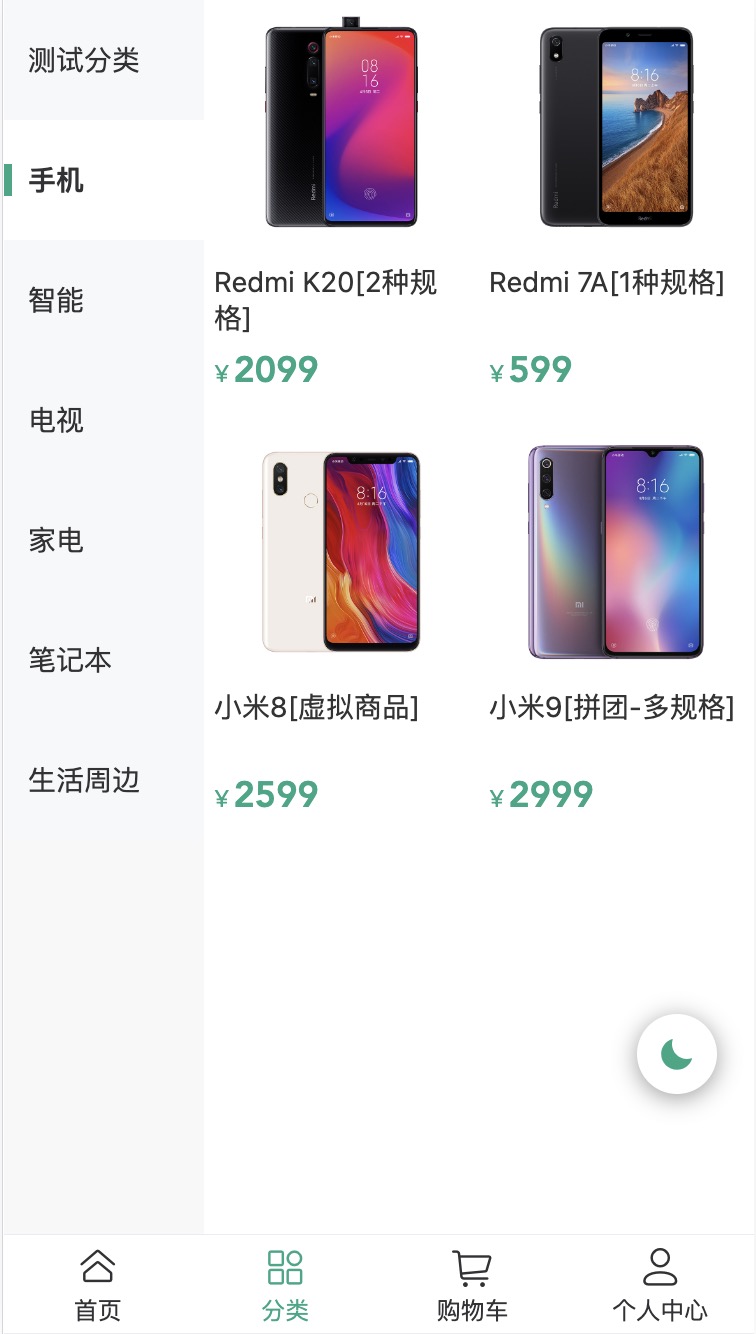 测试分类
手机
智能
电视
家电
笔记本
生活周边
08
16
Redmi
8:16
Redmi
Redmi K20[2种规
格]
¥2099
Redmi 7A[1种规格]
¥599
8:16
8:16
小米8[虚拟商品]
¥2599
小米9[拼团-多规格]
¥2999
首页
分类
购物车
个人中心